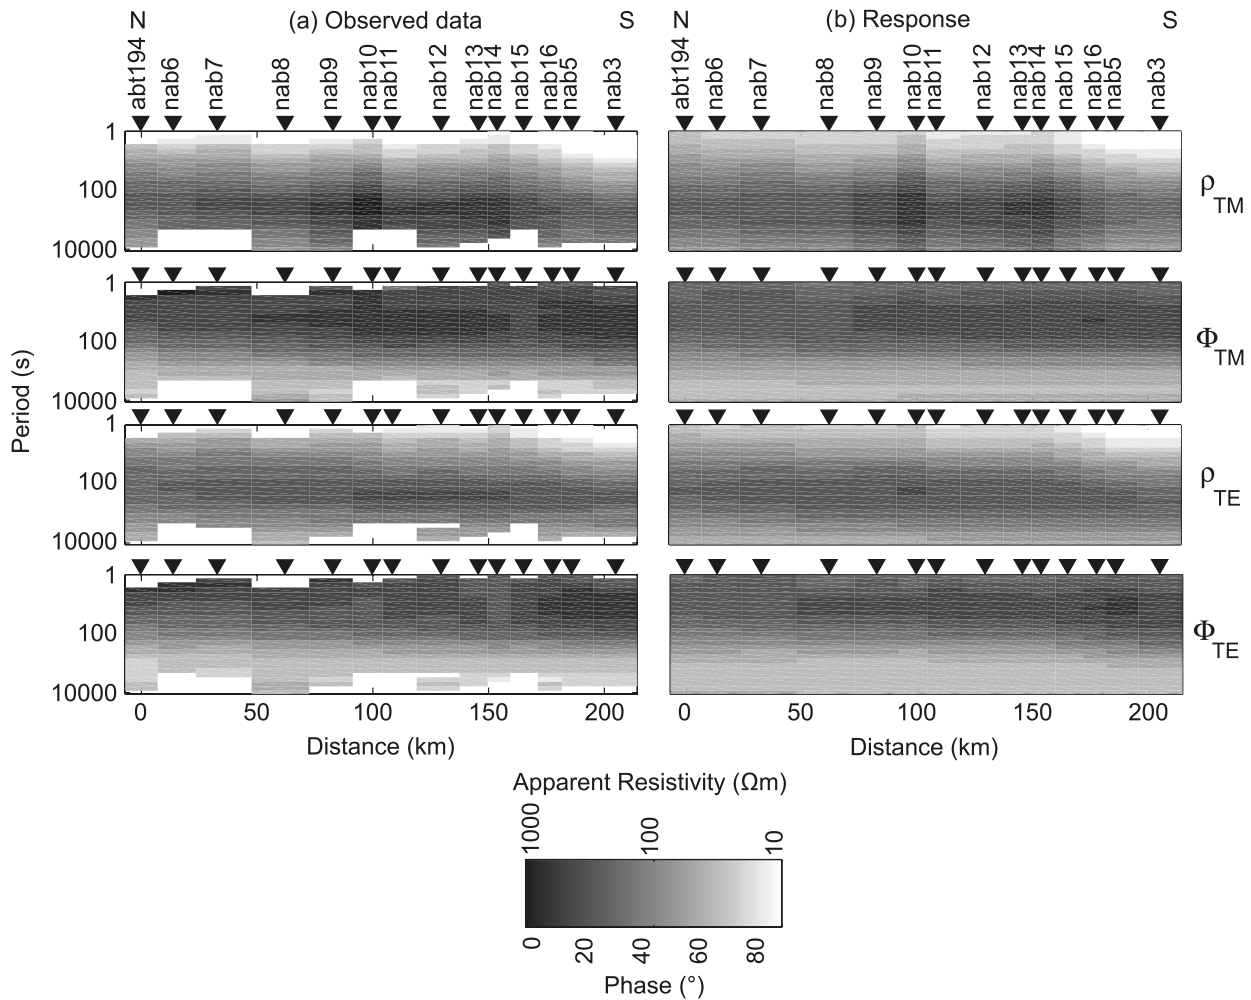 N (a) Observed data S
N (b) Response S
abt194 nab6 nab7 nab8 nab9 nab10 nab11 nab12 nab13 nab14 nab15 nab16 nab5 nab3
abt194 nab6 nab7 nab8 nab9 nab10 nab11 nab12 nab13 nab14 nab15 nab16 nab5 nab3
1
100
10000
ρTM
1
100
10000
ΦTM
Period (s)
1
100
10000
ρTE
1
100
10000
ΦTE
0 50 100 150 200
0 50 100 150 200
Distance (km)
Distance (km)
Apparent Resistivity (Ωm)
1000 100 10
0 20 40 60 80
Phase (°)